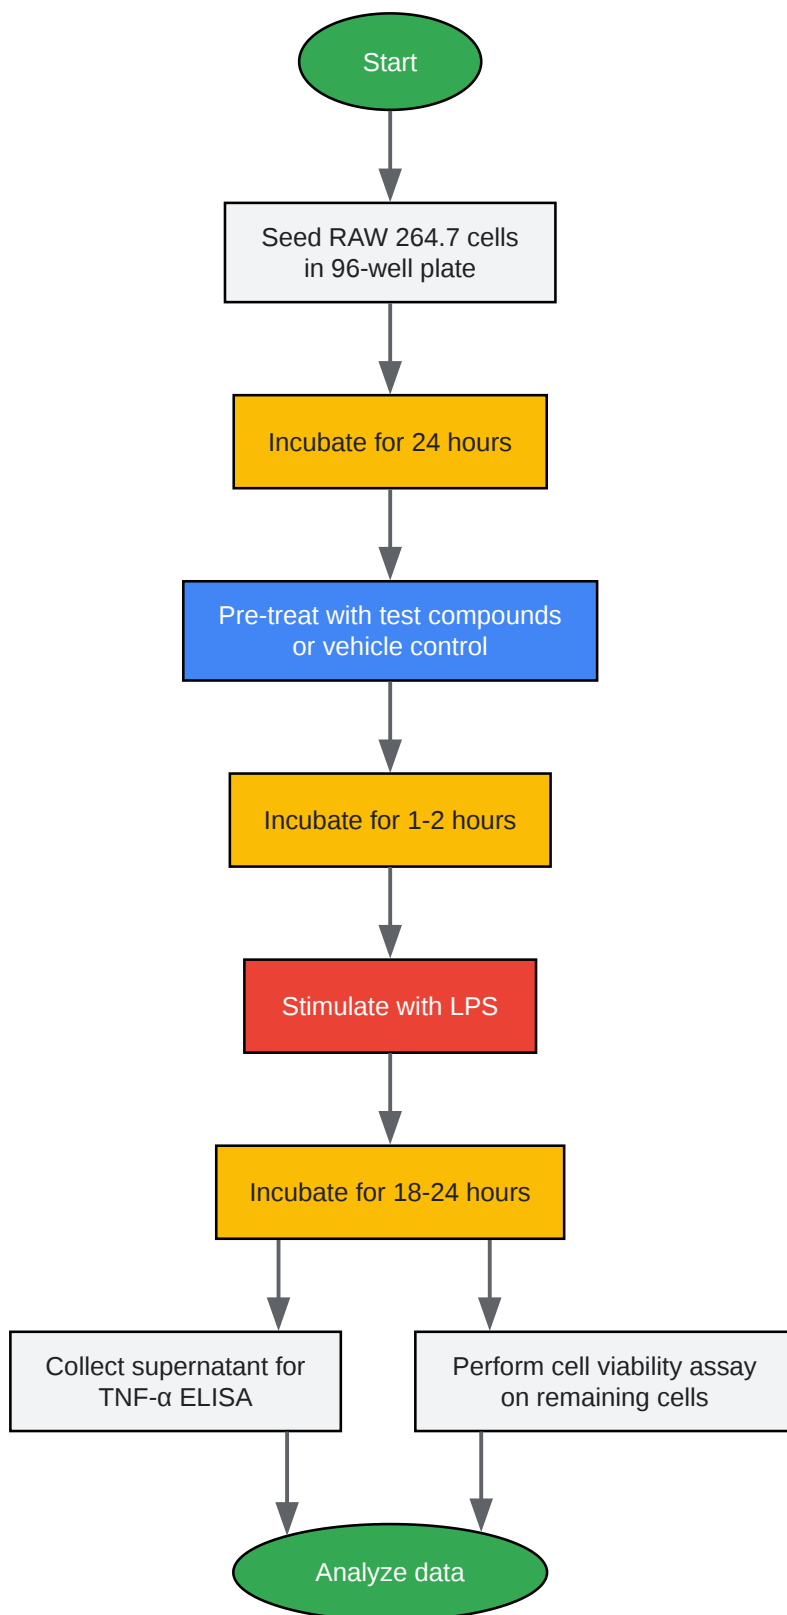 Start
Seed RAW 264.7 cells
in 96-well plate
Incubate for 24 hours
Pre-treat with test compounds
or vehicle control
Incubate for 1-2 hours
Stimulate with LPS
Incubate for 18-24 hours
Collect supernatant for
TNF-α ELISA
Perform cell viability assay
on remaining cells
Analyze data